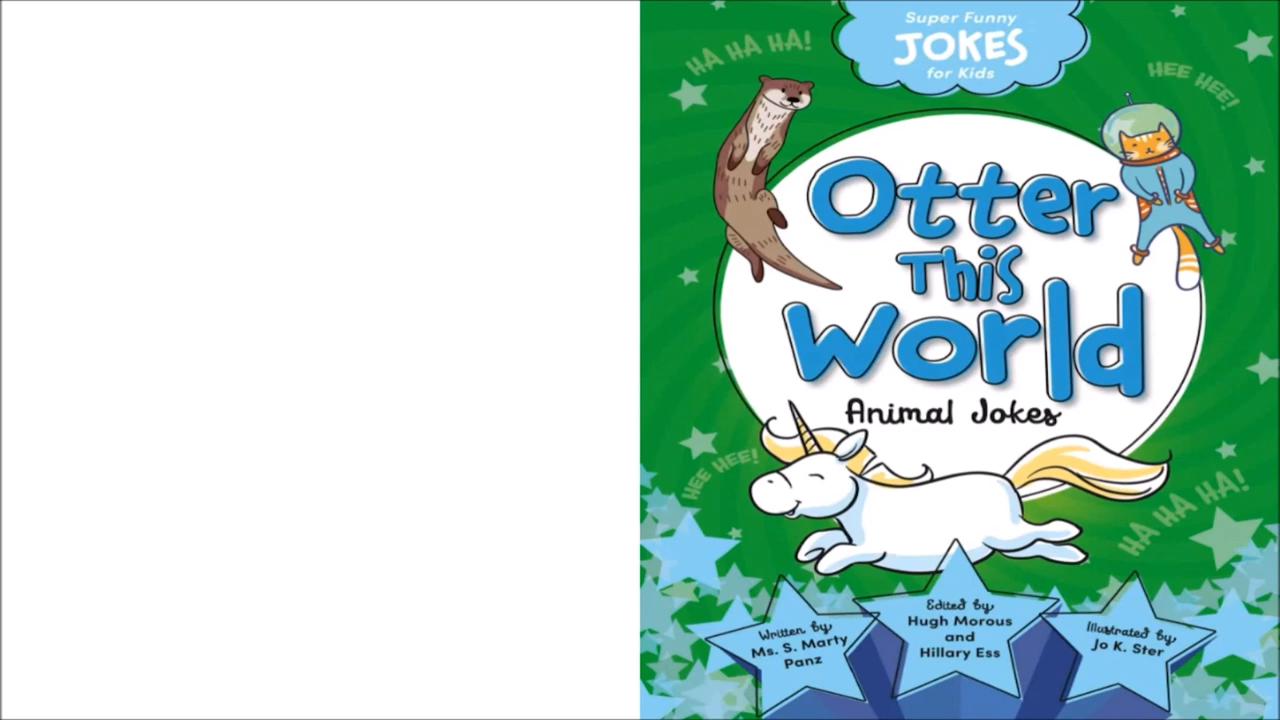 Super Funny
JOKES
for Kids
HA HA HA!
HEE HEE!
Otter
This
World
Animal Jokes
HEE HEE!
HA HA HA!
Written by
Ms. S. Marty
Panz
Edited by
Hugh Morous
and
Hillary Ess
Illustrated by
Jo K. Ster